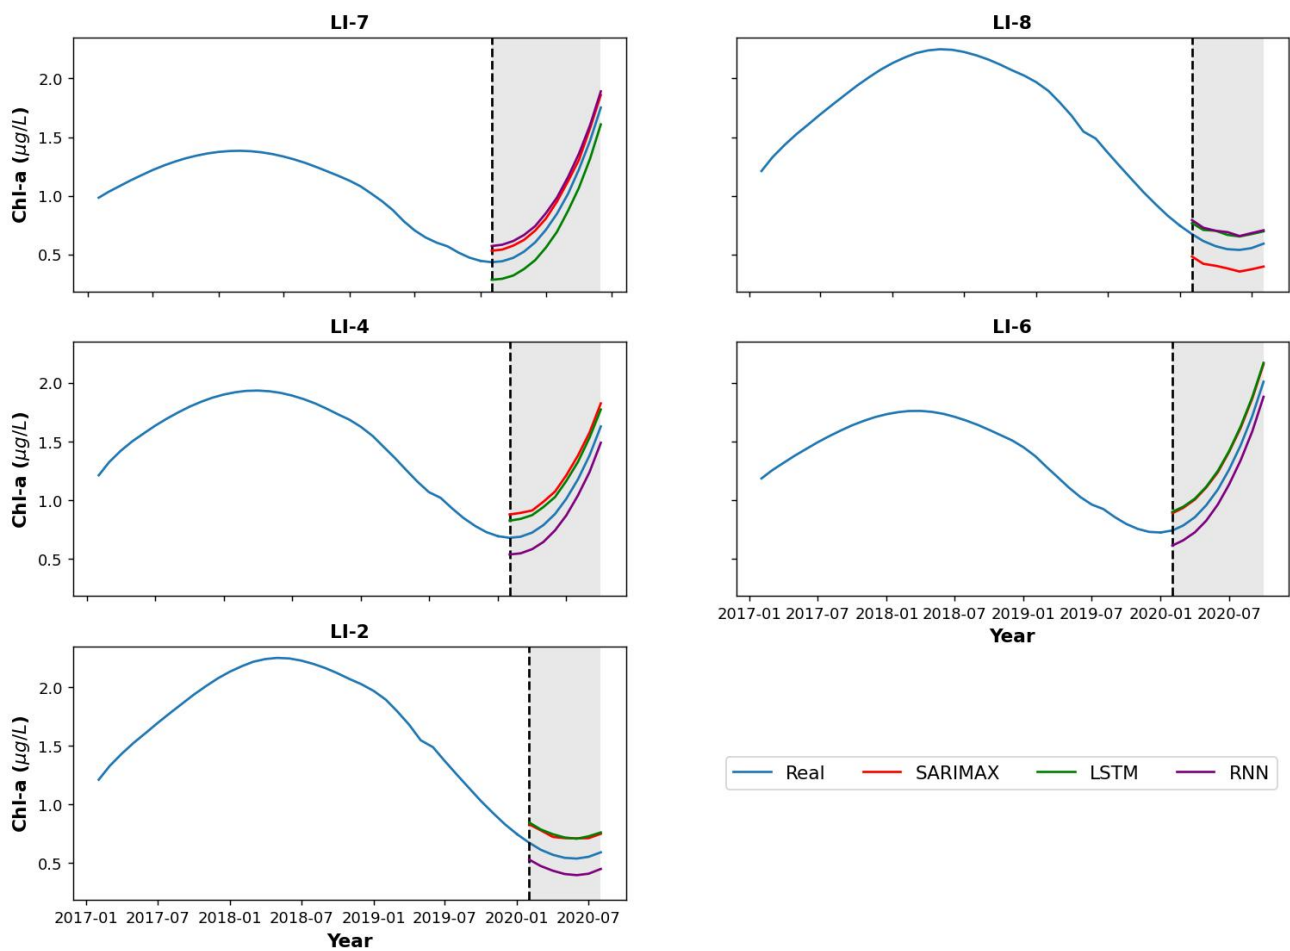 LI-7
2.0
1.5
1.0
0.5
Chl-a (μg/L)
LI-8
LI-4
2.0
1.5
1.0
0.5
Chl-a (μg/L)
LI-6
2017-01 2017-07 2018-01 2018-07 2019-01 2019-07 2020-01 2020-07
Year
LI-2
2.0
1.5
1.0
0.5
Chl-a (μg/L)
2017-01 2017-07 2018-01 2018-07 2019-01 2019-07 2020-01 2020-07
Year
Real SARIMAX LSTM RNN